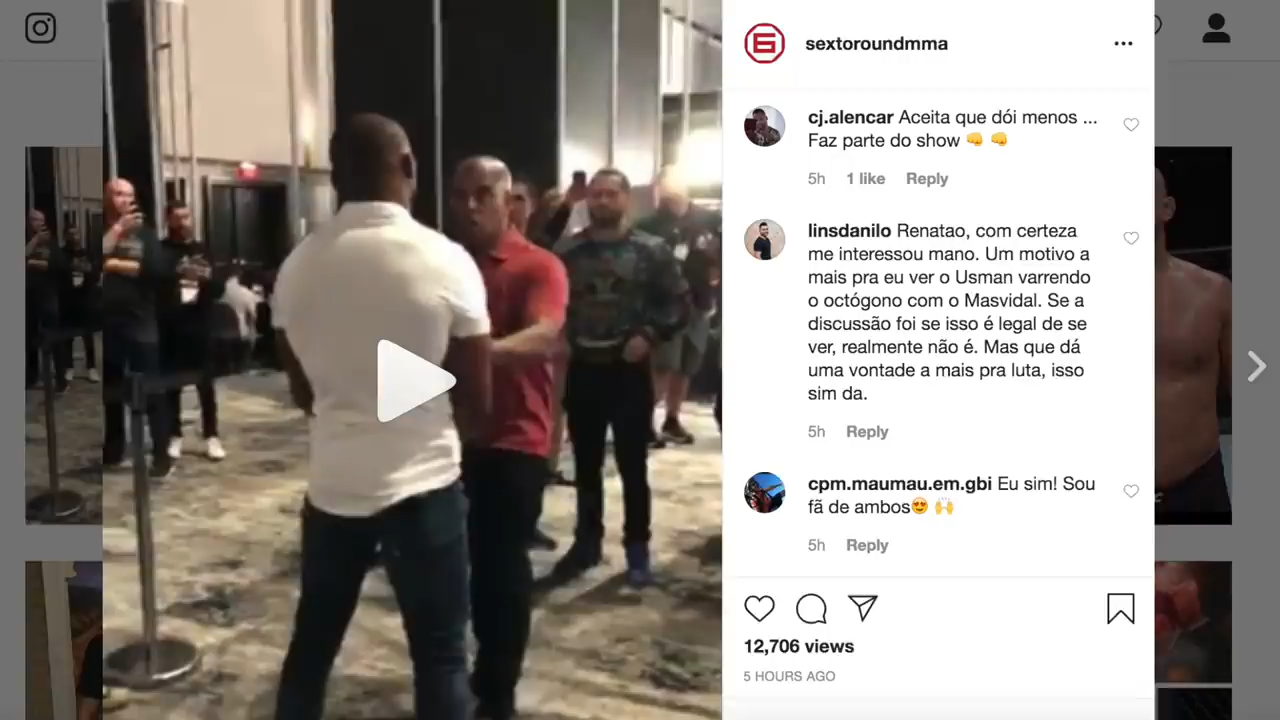 sextoroundmma
cj.alencar Aceita que dói menos ...
Faz parte do show 👊 👊
5h 1 like Reply
linsdanilo Renatao, com certeza
me interessou mano. Um motivo a
mais pra eu ver o Usman varrendo
o octógono com o Masvidal. Se a
discussão foi se isso é legal de se
ver, realmente não é. Mas que dá
uma vontade a mais pra luta, isso
sim da.
5h Reply
cpm.maumau.em.gbi Eu sim! Sou
fã de ambos😍 🙌
5h Reply
12,706 views
5 HOURS AGO